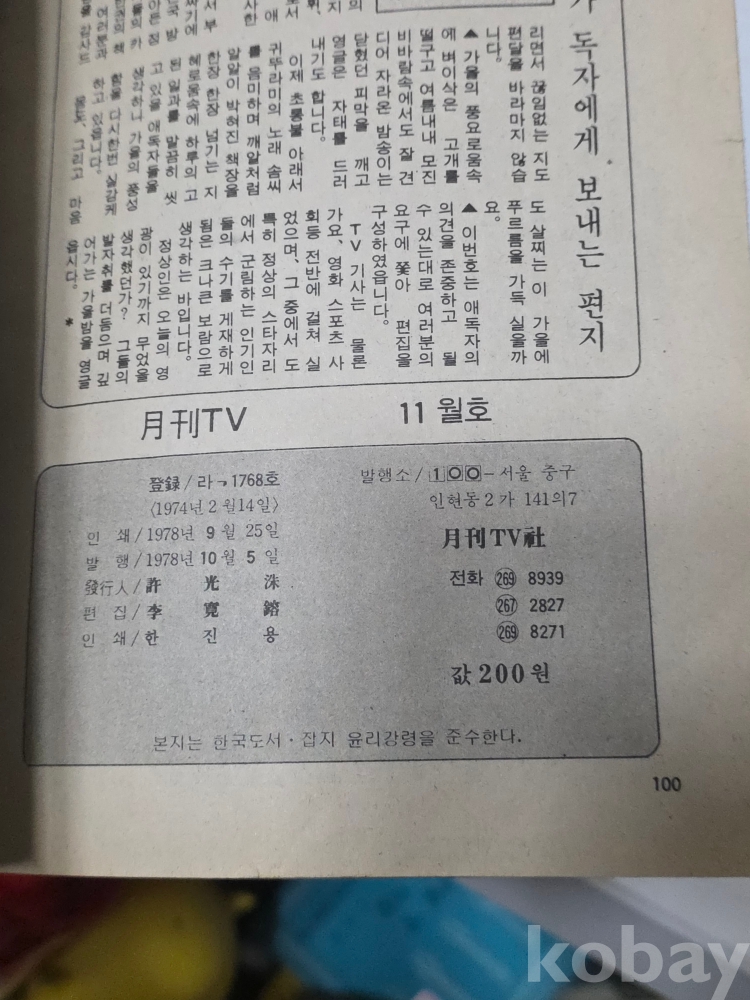 독자에게 보내는 편지
리면서 끊임없는 지도
편달을 바라마지 않습
니다.
▲ 가을의 풍요로움속
에 벼이삭은 고개를
떨구고 여름내내 모진
비바람속에서도 잘 견
디어 자라온 밤송이는
닫혔던 피막을 깨고
영글은 자태를 드러
내기도 합니다.
이제 초롱불 아래서
귀뚜라미의 노래 솜씨
를 음미하며 깨알처럼
알알이 박혀진 책장을
한장 한장 넘기는 지
혜로움속에 하루의 고
된 일과를 말끔히 씻
고 있을 애독자들을
생각하니 가을의 풍성
함을 다시한번 실감케
하고 있읍니다.
그리고 마음
도 살찌는 이 가을에
푸르름을 가득 실을까
요.
▲ 이번호는 애독자의
의견을 존중하고 될
수 있는대로 여러분의
요구에 쫓아 편집을
구성하였읍니다.
TV 기사는 물론
가요, 영화 스포츠 사
회등 전반에 걸쳐 실
었으며, 그 중에서 도
특히 정상의 스타자리
에서 군림하는 인기인
들의 수기를 게재하게
됨은 크나큰 보람으로
생각하는 바입니다.
정상인은 오늘의 영
광이 있기까지 무엇을
생각했던가? 그들의
발자취를 더듬으며 깊
어가는 가을밤을 영글
읍시다. *
月刊TV 11월호
登録/라-1768호
〈1974년 2월 14일〉
인 쇄/1978년 9월 25일
발 행/1978년 10월 5일
發行人/許 光 洙
편 집/李 寬 鎔
인 쇄/한 진 용
발행소/100-서울 중구
인현동 2가 141의7
月刊TV社
전화 269 8939
267 2827
269 8271
값 200원
본지는 한국도서·잡지 윤리강령을 준수한다.
100
kobay